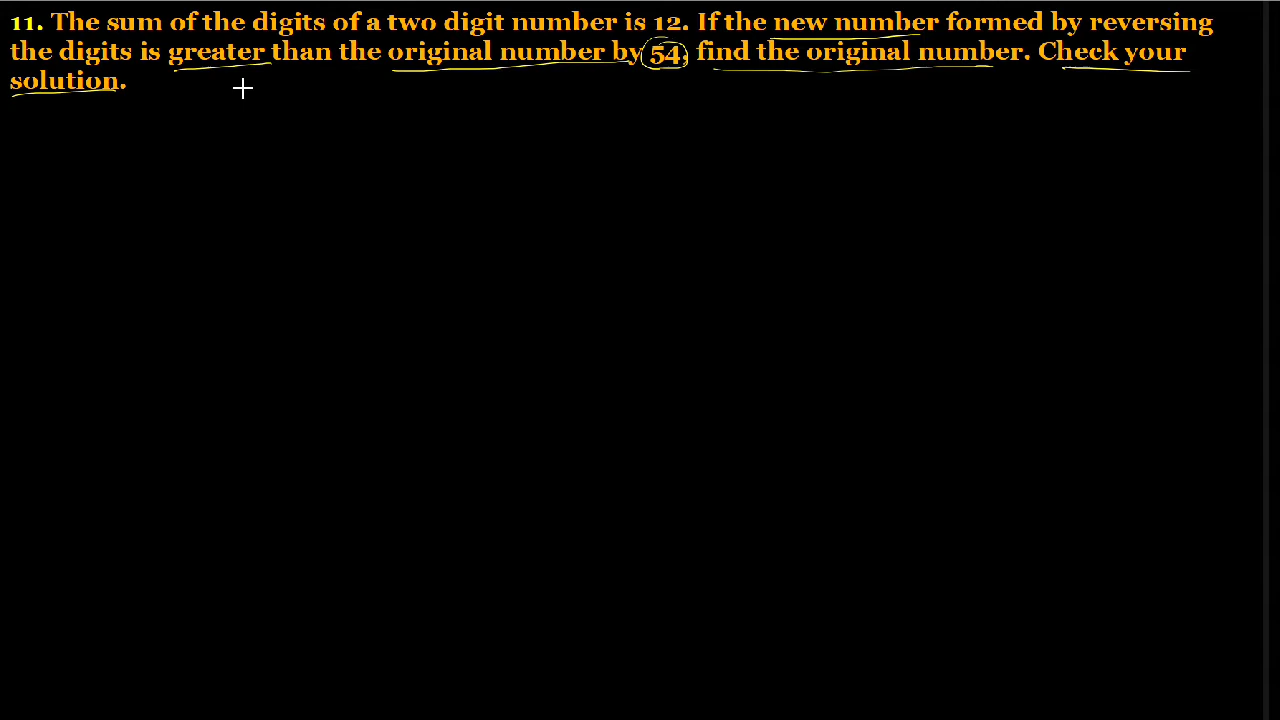 11. The sum of the digits of a two digit number is 12. If the new number formed by reversing
the digits is greater than the original number by 54, find the original number. Check your
solution.